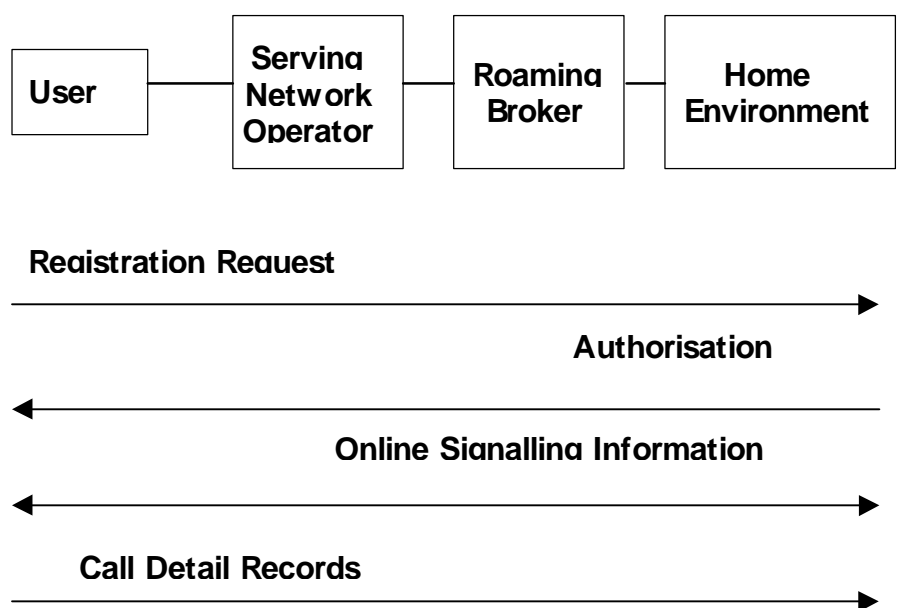 User
Serving
Network
Operator
Roaming
Broker
Home
Environment
Registration Request
Authorisation
Online Signalling Information
Call Detail Records